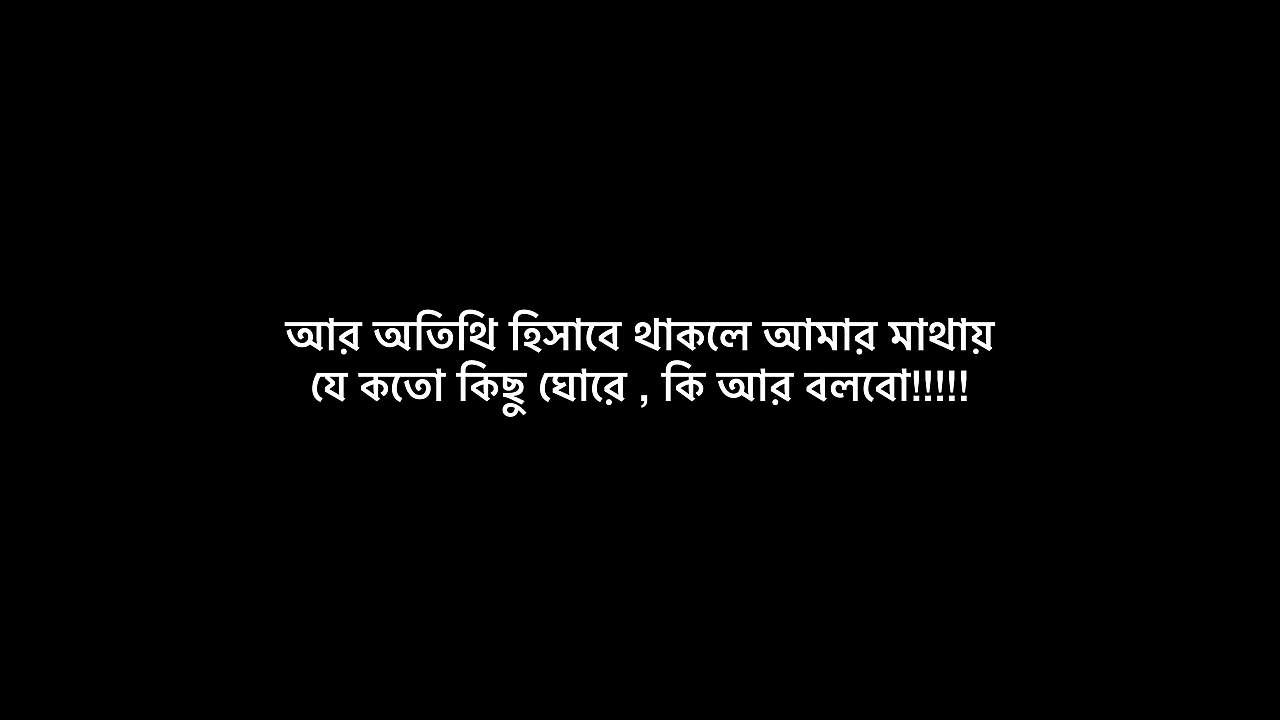 আর অতিথি হিসাবে থাকলে আমার মাথায়
যে কতো কিছু ঘোরে , কি আর বলবো!!!!!